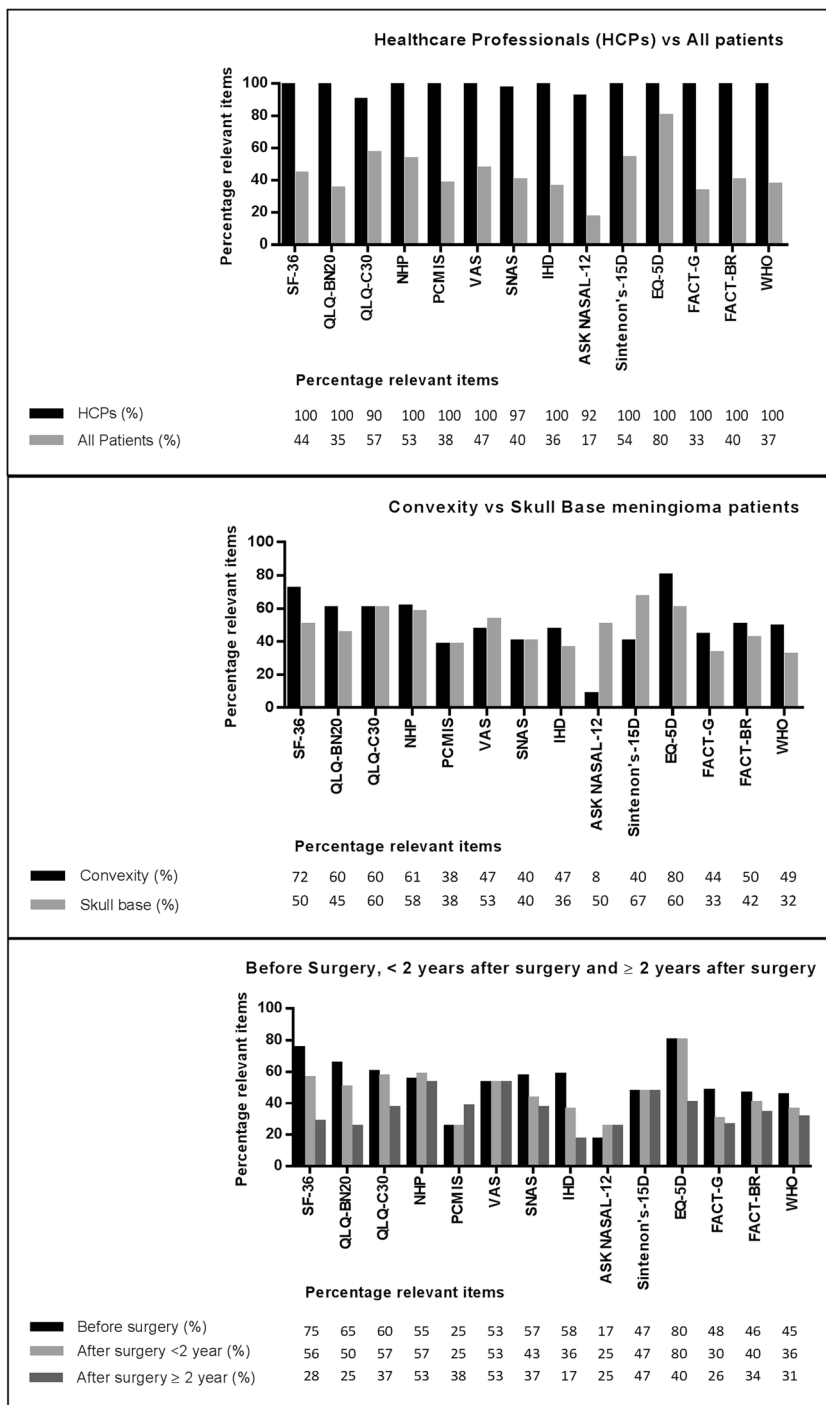 Healthcare Professionals (HCPs) vs All patients
Percentage relevant items
100
80
60
40
20
0
SF-36
QLQ-BN20
QLQ-C30
NHP
PCMIS
VAS
SNAS
IHD
ASK NASAL-12
Sintenon's-15D
EQ-5D
FACT-G
FACT-BR
WHO
Percentage relevant items
HCPs (%) 100 100 90 100 100 100 97 100 92 100 100 100 100 100
All Patients (%) 44 35 57 53 38 47 40 36 17 54 80 33 40 37
Convexity vs Skull Base meningioma patients
Percentage relevant items
100
80
60
40
20
0
SF-36
QLQ-BN20
QLQ-C30
NHP
PCMIS
VAS
SNAS
IHD
ASK NASAL-12
Sintenon's-15D
EQ-5D
FACT-G
FACT-BR
WHO
Percentage relevant items
Convexity (%) 72 60 60 61 38 47 40 47 8 40 80 44 50 49
Skull base (%) 50 45 60 58 38 53 40 36 50 67 60 33 42 32
Before Surgery, < 2 years after surgery and ≥ 2 years after surgery
Percentage relevant items
100
80
60
40
20
0
SF-36
QLQ-BN20
QLQ-C30
NHP
PCMIS
VAS
SNAS
IHD
ASK NASAL-12
Sintenon's-15D
EQ-5D
FACT-G
FACT-BR
WHO
Percentage relevant items
Before surgery (%) 75 65 60 55 25 53 57 58 17 47 80 48 46 45
After surgery <2 year (%) 56 50 57 57 25 53 43 36 25 47 80 30 40 36
After surgery ≥ 2 year (%) 28 25 37 53 38 53 37 17 25 47 40 26 34 31